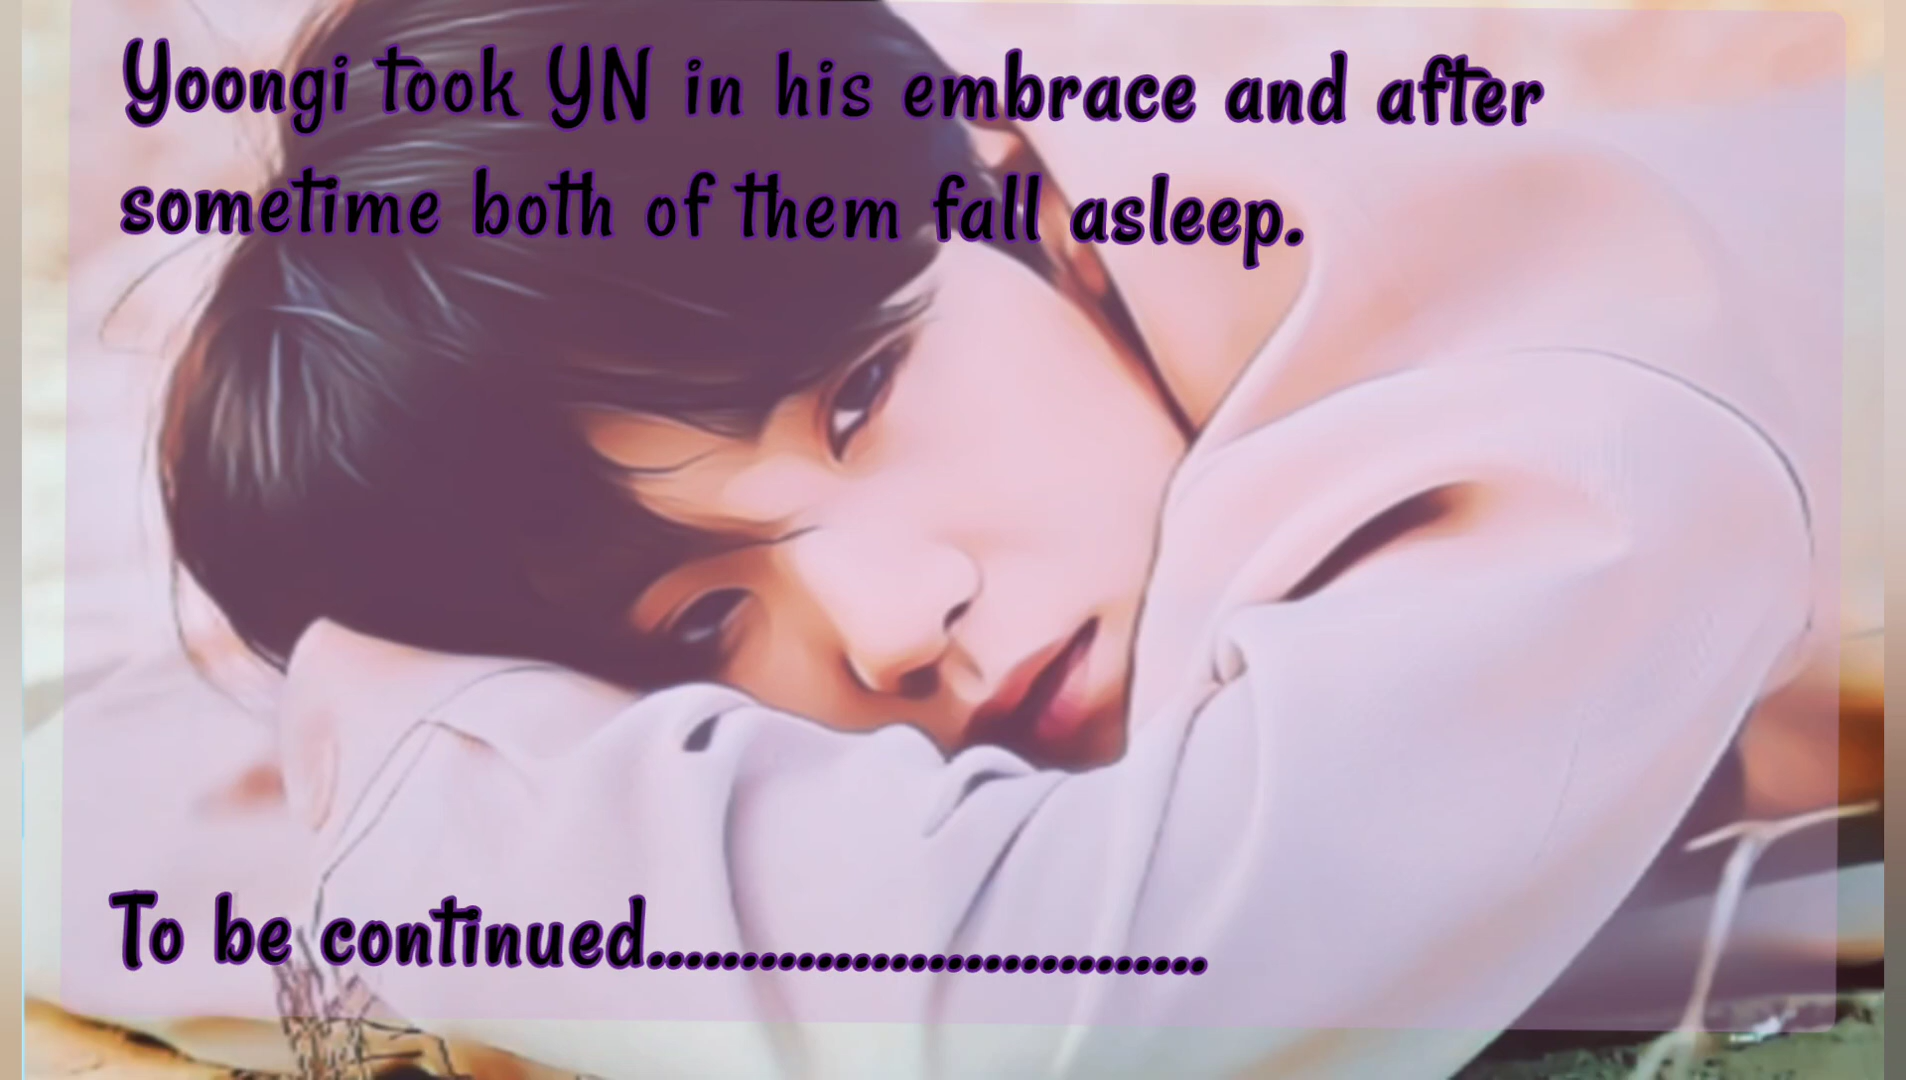 Yoongi took YN in his embrace and after
sometime both of them fall asleep.
To be continued..............................